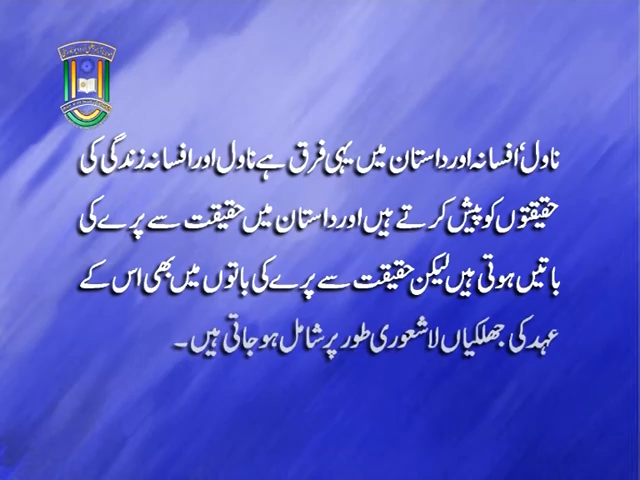 ناول، افسانہ اور داستان میں یہی فرق ہے ناول اور افسانہ زندگی کی
حقیقتوں کو پیش کرتے ہیں اور داستان میں حقیقت سے پرے کی
باتیں ہوتی ہیں لیکن حقیقت سے پرے کی باتوں میں بھی اس کے
عہد کی جھلکیاں لاشعوری طور پر شامل ہو جاتی ہیں۔